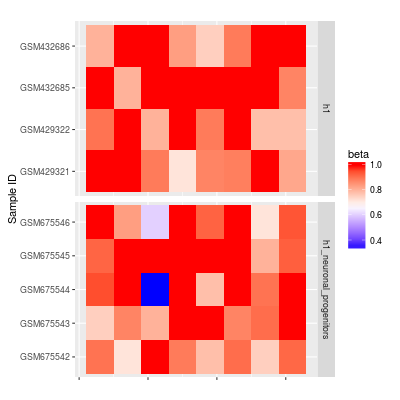 GSM432686
GSM432685
GSM429322
GSM429321
h1
GSM675546
GSM675545
GSM675544
GSM675543
GSM675542
h1_neuronal_progenitors
Sample ID
beta
1.0
0.8
0.6
0.4